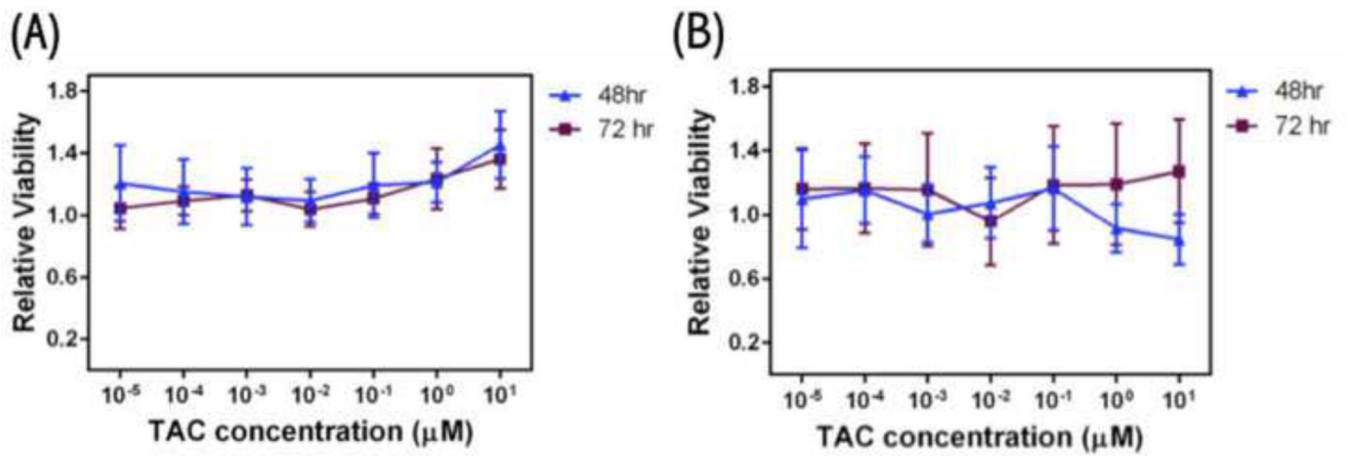 (A)
Relative Viability
1.8
1.4
1.0
0.6
0.2
10⁻⁵ 10⁻⁴ 10⁻³ 10⁻² 10⁻¹ 10⁰ 10¹
TAC concentration (μM)
48hr
72 hr
(B)
Relative Viability
1.8
1.4
1.0
0.6
0.2
10⁻⁵ 10⁻⁴ 10⁻³ 10⁻² 10⁻¹ 10⁰ 10¹
TAC concentration (μM)
48hr
72 hr